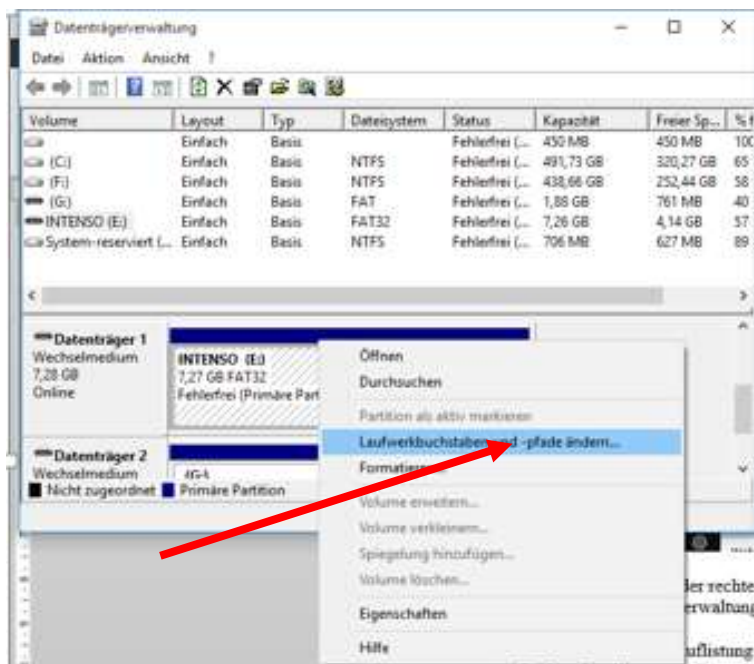 Datenträgerverwaltung
Datei Aktion Ansicht ?
Volume Layout Typ Dateisystem Status Kapazität Freier Sp... %
Einfach Basis Fehlerfrei (... 450 MB 450 MB 100
(C:) Einfach Basis NTFS Fehlerfrei (... 491,73 GB 320,27 GB 65
(F:) Einfach Basis NTFS Fehlerfrei (... 438,66 GB 252,44 GB 58
(G:) Einfach Basis FAT Fehlerfrei (... 1,88 GB 761 MB 40
INTENSO (E:) Einfach Basis FAT32 Fehlerfrei (... 7,26 GB 4,14 GB 57
System-reserviert (... Einfach Basis NTFS Fehlerfrei (... 706 MB 627 MB 89
Datenträger 1
Wechselmedium
7,28 GB
Online
INTENSO (E:)
7,27 GB FAT32
Fehlerfrei (Primäre Part
Datenträger 2
Wechselmedium
(G:)
Nicht zugeordnet Primäre Partition
Öffnen
Durchsuchen
Partition als aktiv markieren
Laufwerkbuchstaben und -pfade ändern...
Formatieren...
Volume erweitern...
Volume verkleinern...
Spiegelung hinzufügen...
Volume löschen...
Eigenschaften
Hilfe
der rechte
erwaltung
uflistung